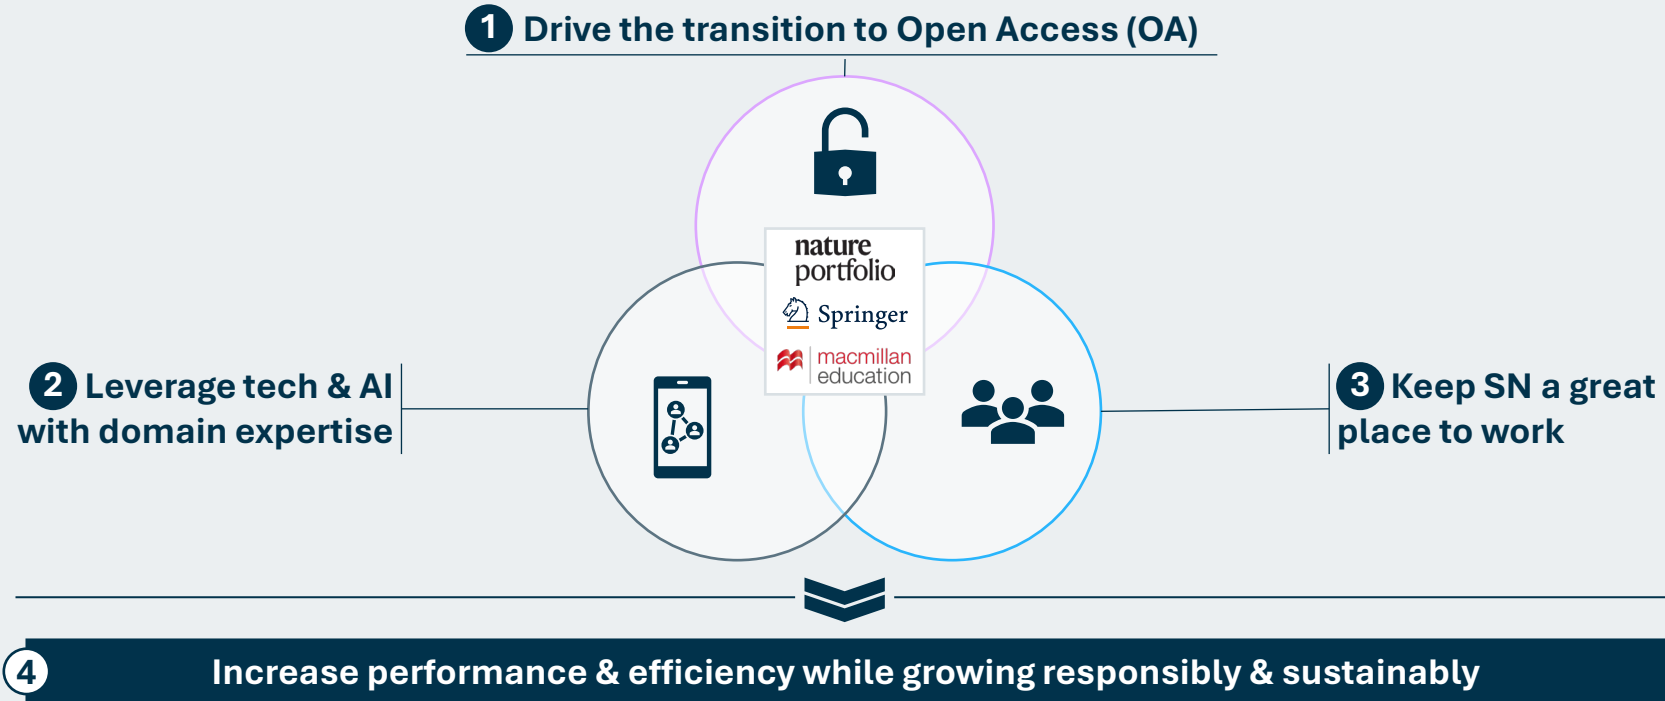 1 Drive the transition to Open Access (OA)
nature
portfolio
Springer
macmillan
education
2 Leverage tech & AI
with domain expertise
3 Keep SN a great
place to work
4 Increase performance & efficiency while growing responsibly & sustainably